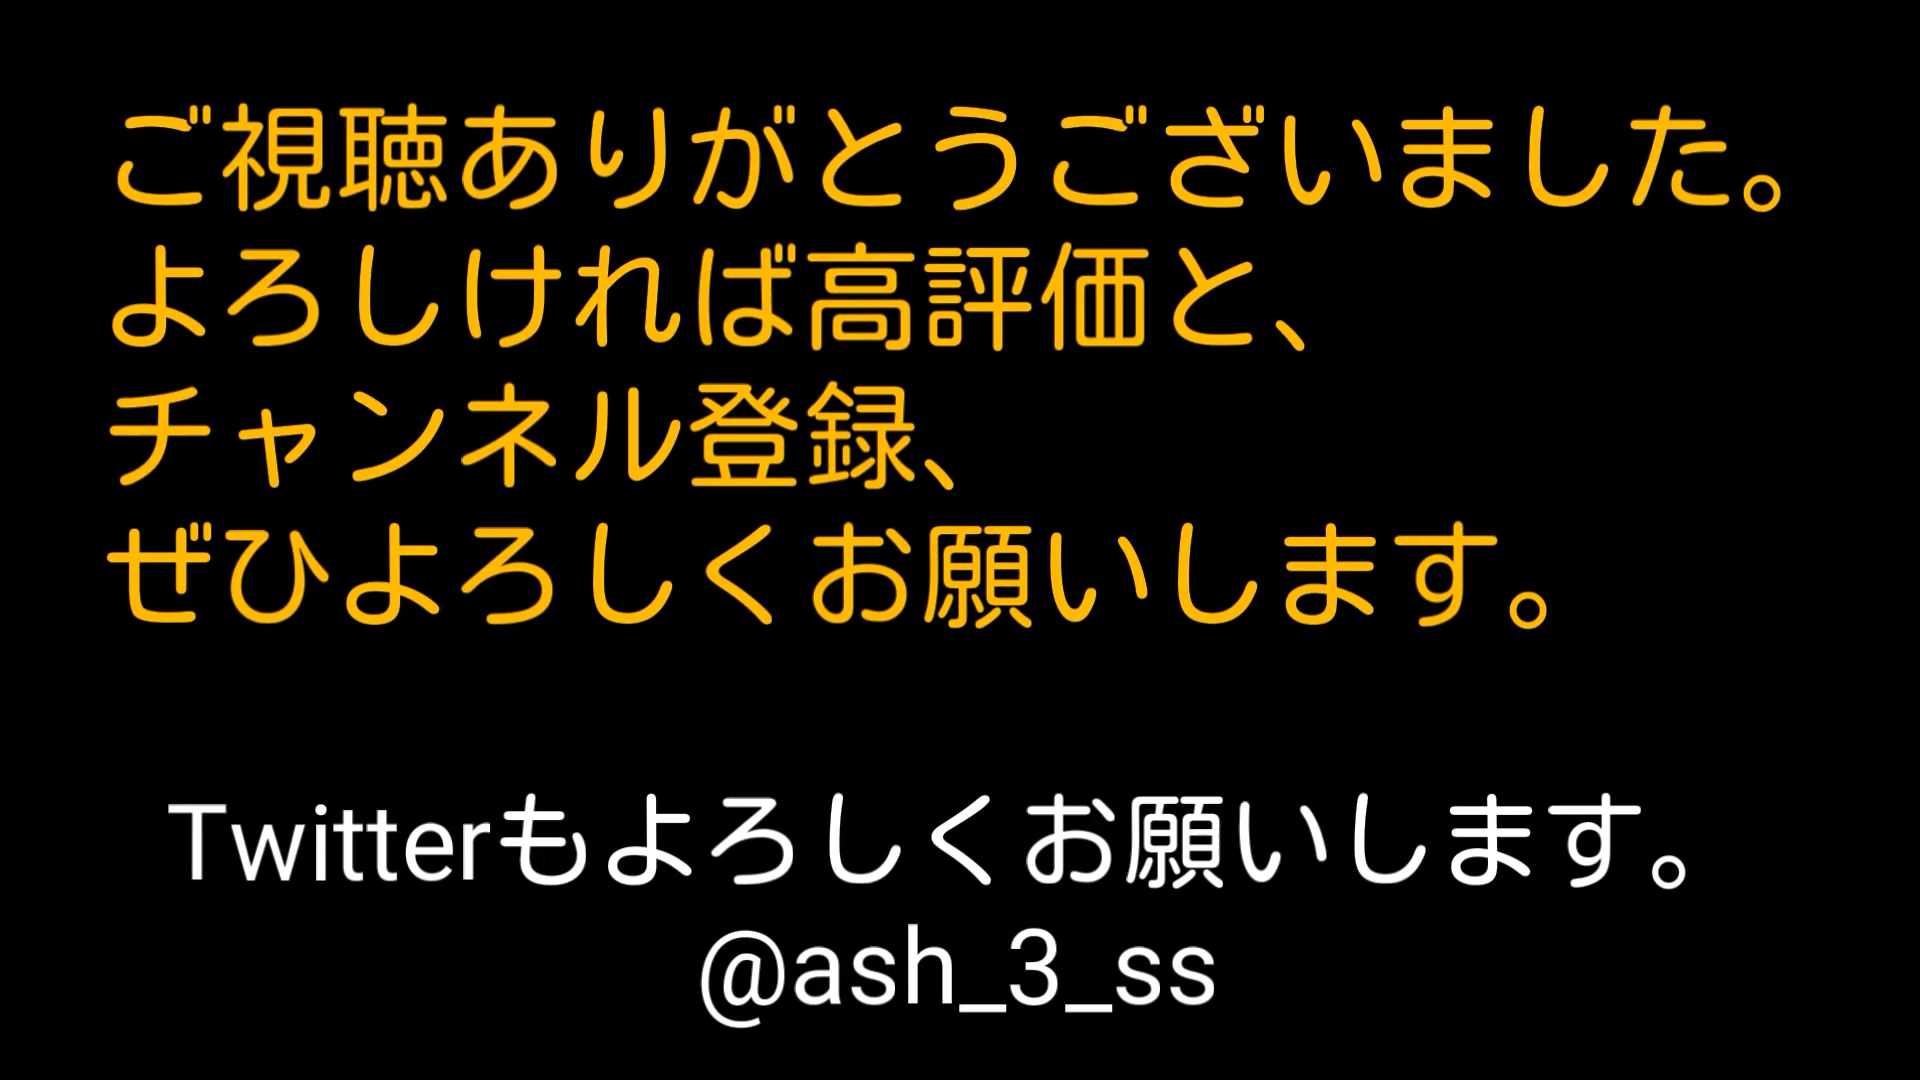 ご視聴ありがとうございました。
よろしければ高評価と、
チャンネル登録、
ぜひよろしくお願いします。
Twitterもよろしくお願いします。
@ash_3_ss